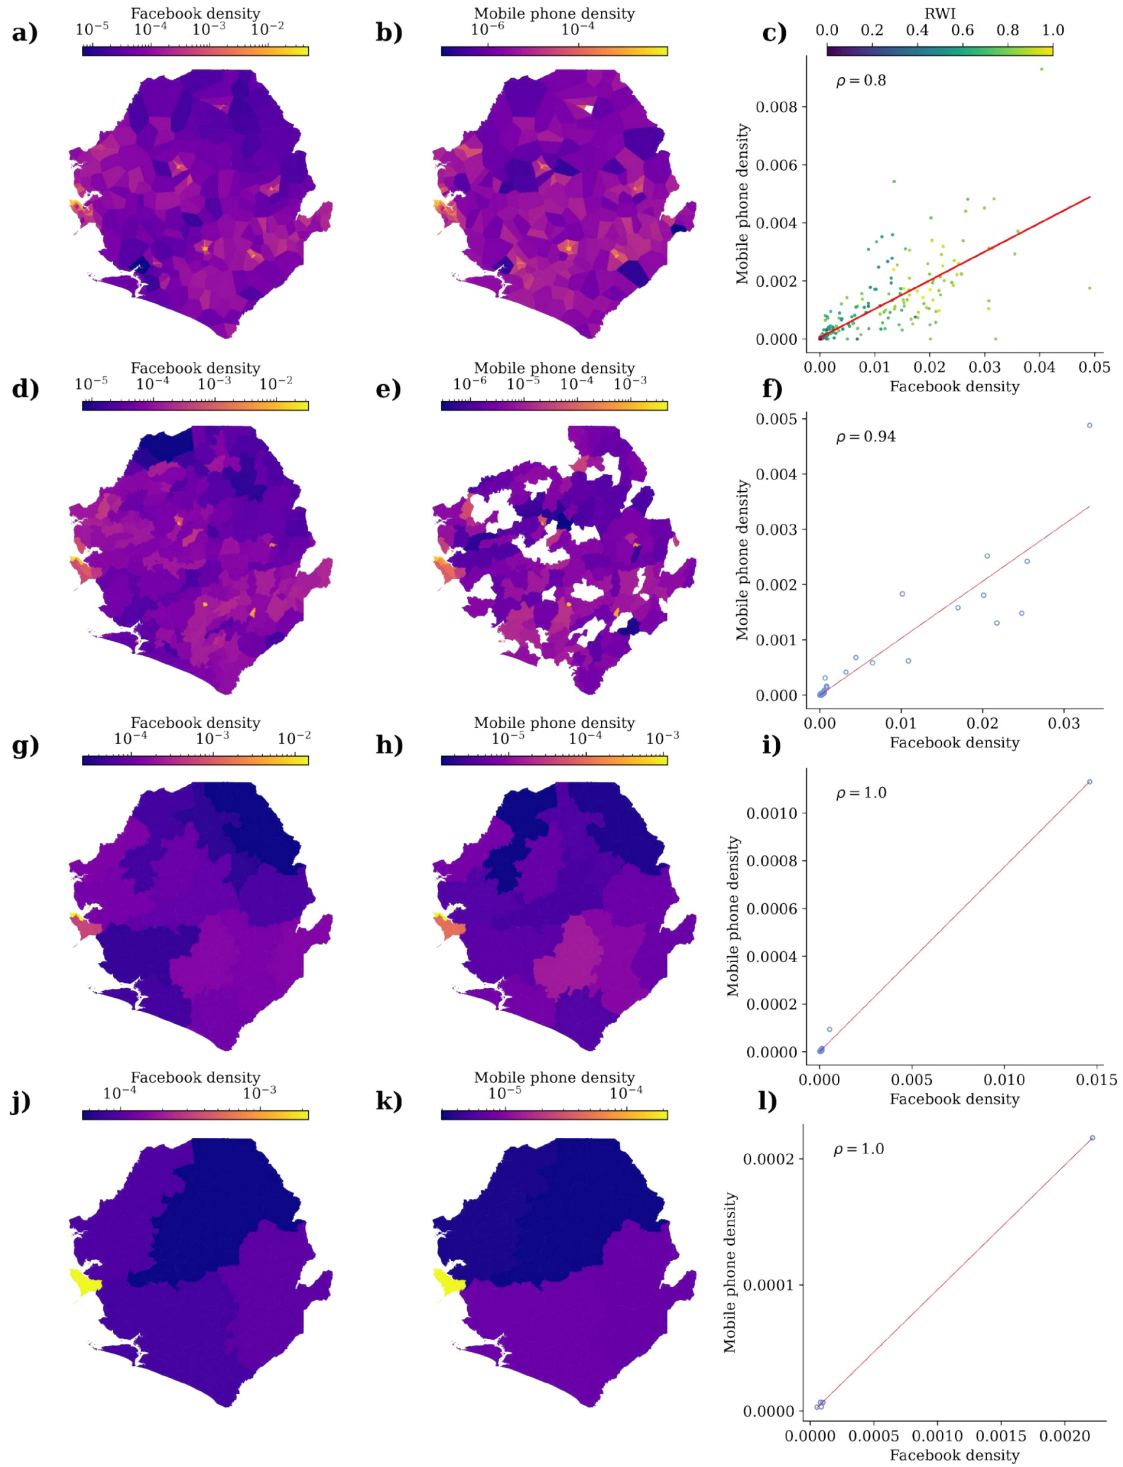 a)
Facebook density
10⁻⁵ 10⁻⁴ 10⁻³ 10⁻²
b)
Mobile phone density
10⁻⁶ 10⁻⁴
c)
RWI
0.0 0.2 0.4 0.6 0.8 1.0
ρ = 0.8
Mobile phone density
0.008
0.006
0.004
0.002
0.000
0.00 0.01 0.02 0.03 0.04 0.05
Facebook density
d)
Facebook density
10⁻⁵ 10⁻⁴ 10⁻³ 10⁻²
e)
Mobile phone density
10⁻⁶ 10⁻⁵ 10⁻⁴ 10⁻³
f)
ρ = 0.94
Mobile phone density
0.005
0.004
0.003
0.002
0.001
0.000
0.00 0.01 0.02 0.03
Facebook density
g)
Facebook density
10⁻⁴ 10⁻³ 10⁻²
h)
Mobile phone density
10⁻⁵ 10⁻⁴ 10⁻³
i)
ρ = 1.0
Mobile phone density
0.0010
0.0008
0.0006
0.0004
0.0002
0.0000
0.000 0.005 0.010 0.015
Facebook density
j)
Facebook density
10⁻⁴ 10⁻³
k)
Mobile phone density
10⁻⁵ 10⁻⁴
l)
ρ = 1.0
Mobile phone density
0.0002
0.0001
0.0000
0.0000 0.0005 0.0010 0.0015 0.0020
Facebook density